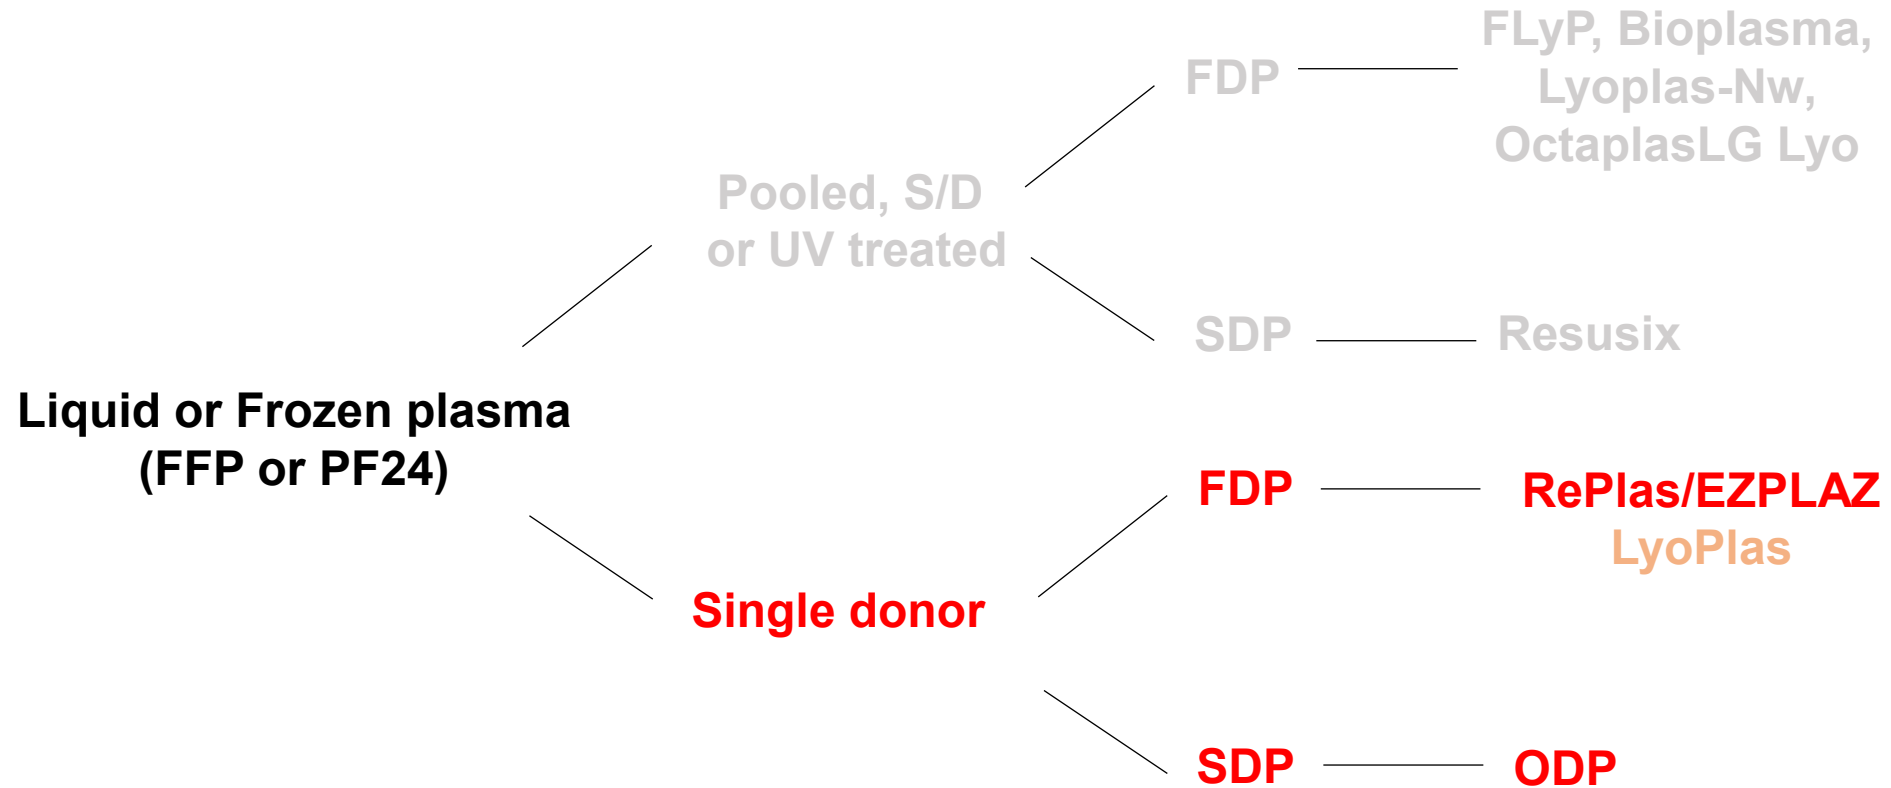 FLyP, Bioplasma,
Lyoplas-Nw,
OctaplasLG Lyo
FDP
Pooled, S/D
or UV treated
SDP
Resusix
Liquid or Frozen plasma
(FFP or PF24)
FDP
RePlas/EZPLAZ
LyoPlas
Single donor
SDP
ODP